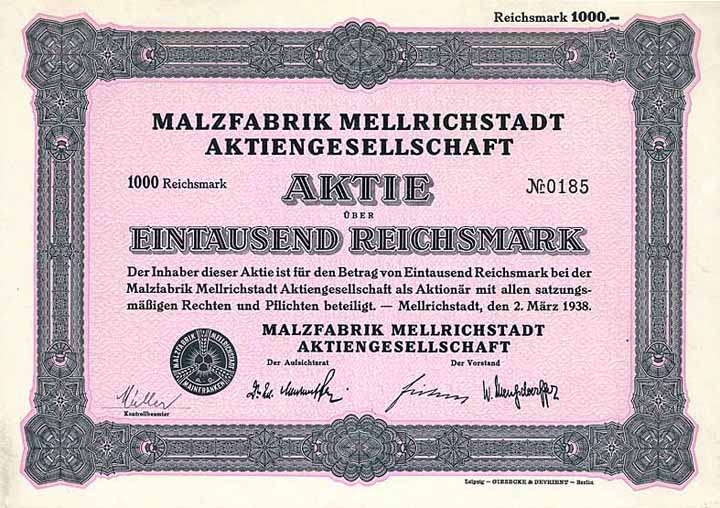 Reichsmark 1000.—
MALZFABRIK MELLRICHSTADT
AKTIENGESELLSCHAFT
1000 Reichsmark AKTIE № 0185
ÜBER
EINTAUSEND REICHSMARK
Der Inhaber dieser Aktie ist für den Betrag von Eintausend Reichsmark bei der
Malzfabrik Mellrichstadt Aktiengesellschaft als Aktionär mit allen satzungs-
mäßigen Rechten und Pflichten beteiligt. — Mellrichstadt, den 2. März 1938.
MALZFABRIK MELLRICHSTADT
AKTIENGESELLSCHAFT
MALZFABRIK MELLRICHSTADT
MAINFRANKEN
Der Aufsichtsrat Der Vorstand
Müller
Kontrollbeamter
Leipzig — GIESECKE & DEVRIENT — Berlin